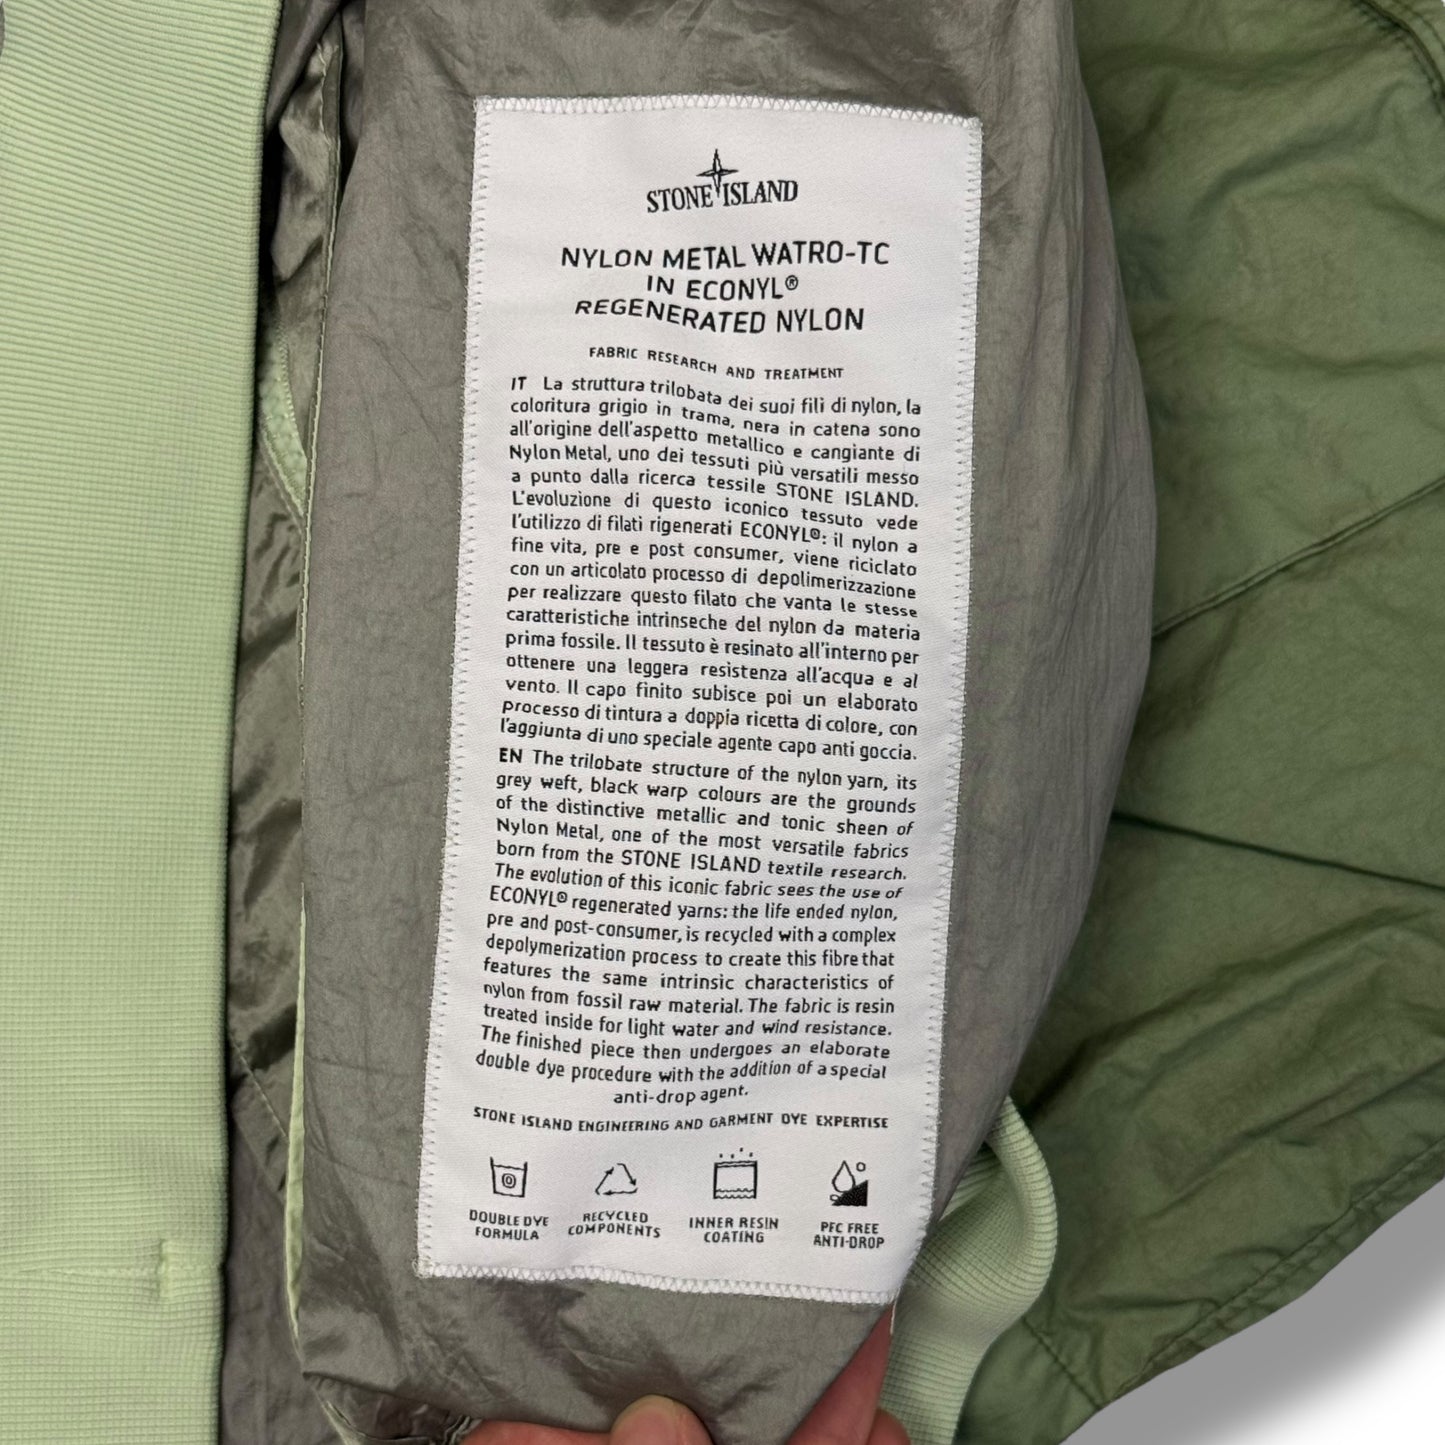 STONE ISLAND
NYLON METAL WATRO-TC
IN ECONYL®
REGENERATED NYLON
FABRIC RESEARCH AND TREATMENT
IT La struttura trilobata dei suoi fili di nylon, la
coloritura grigio in trama, nera in catena sono
all'origine dell'aspetto metallico e cangiante di
Nylon Metal, uno dei tessuti più versatili messo
a punto dalla ricerca tessile STONE ISLAND.
L'evoluzione di questo iconico tessuto vede
l'utilizzo di filati rigenerati ECONYL®: il nylon a
fine vita, pre e post consumer, viene riciclato
con un articolato processo di depolimerizzazione
per realizzare questo filato che vanta le stesse
caratteristiche intrinseche del nylon da materia
prima fossile. Il tessuto è resinato all'interno per
ottenere una leggera resistenza all'acqua e al
vento. Il capo finito subisce poi un elaborato
processo di tintura a doppia ricetta di colore, con
l'aggiunta di uno speciale agente capo anti goccia.
EN The trilobate structure of the nylon yarn, its
grey weft, black warp colours are the grounds
of the distinctive metallic and tonic sheen of
Nylon Metal, one of the most versatile fabrics
born from the STONE ISLAND textile research.
The evolution of this iconic fabric sees the use of
ECONYL® regenerated yarns: the life ended nylon,
pre and post-consumer, is recycled with a complex
depolymerization process to create this fibre that
features the same intrinsic characteristics of
nylon from fossil raw material. The fabric is resin
treated inside for light water and wind resistance.
The finished piece then undergoes an elaborate
double dye procedure with the addition of a special
anti-drop agent.
STONE ISLAND ENGINEERING AND GARMENT DYE EXPERTISE
DOUBLE DYE
FORMULA
RECYCLED
COMPONENTS
INNER RESIN
COATING
PFC FREE
ANTI-DROP